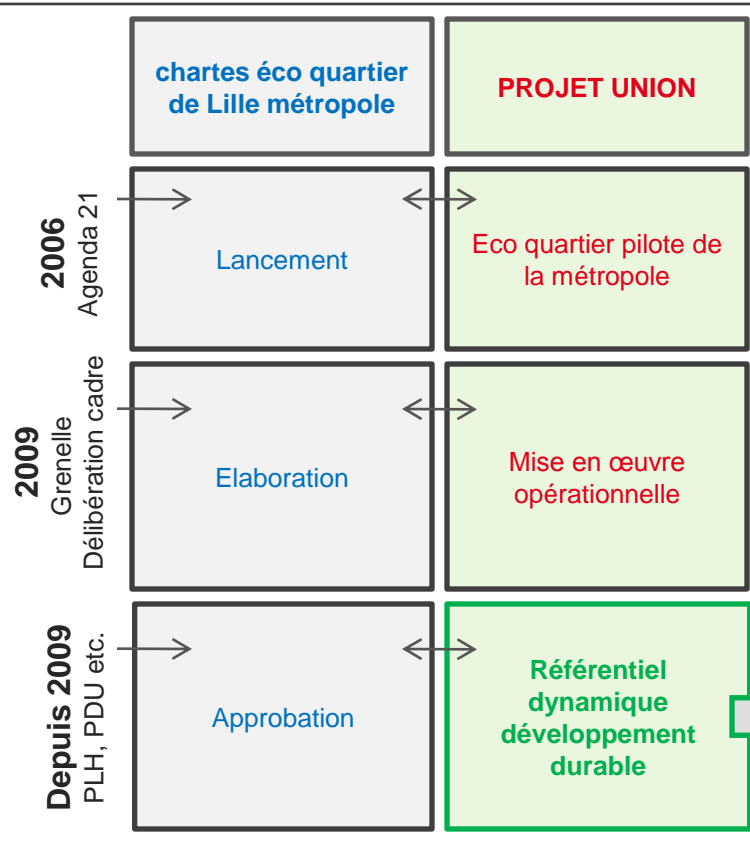 chartes éco quartier
de Lille métropole
PROJET UNION
2006
Agenda 21
Lancement
Eco quartier pilote de
la métropole
2009
Grenelle
Délibération cadre
Elaboration
Mise en œuvre
opérationnelle
Depuis 2009
PLH, PDU etc.
Approbation
Référentiel
dynamique
développement
durable